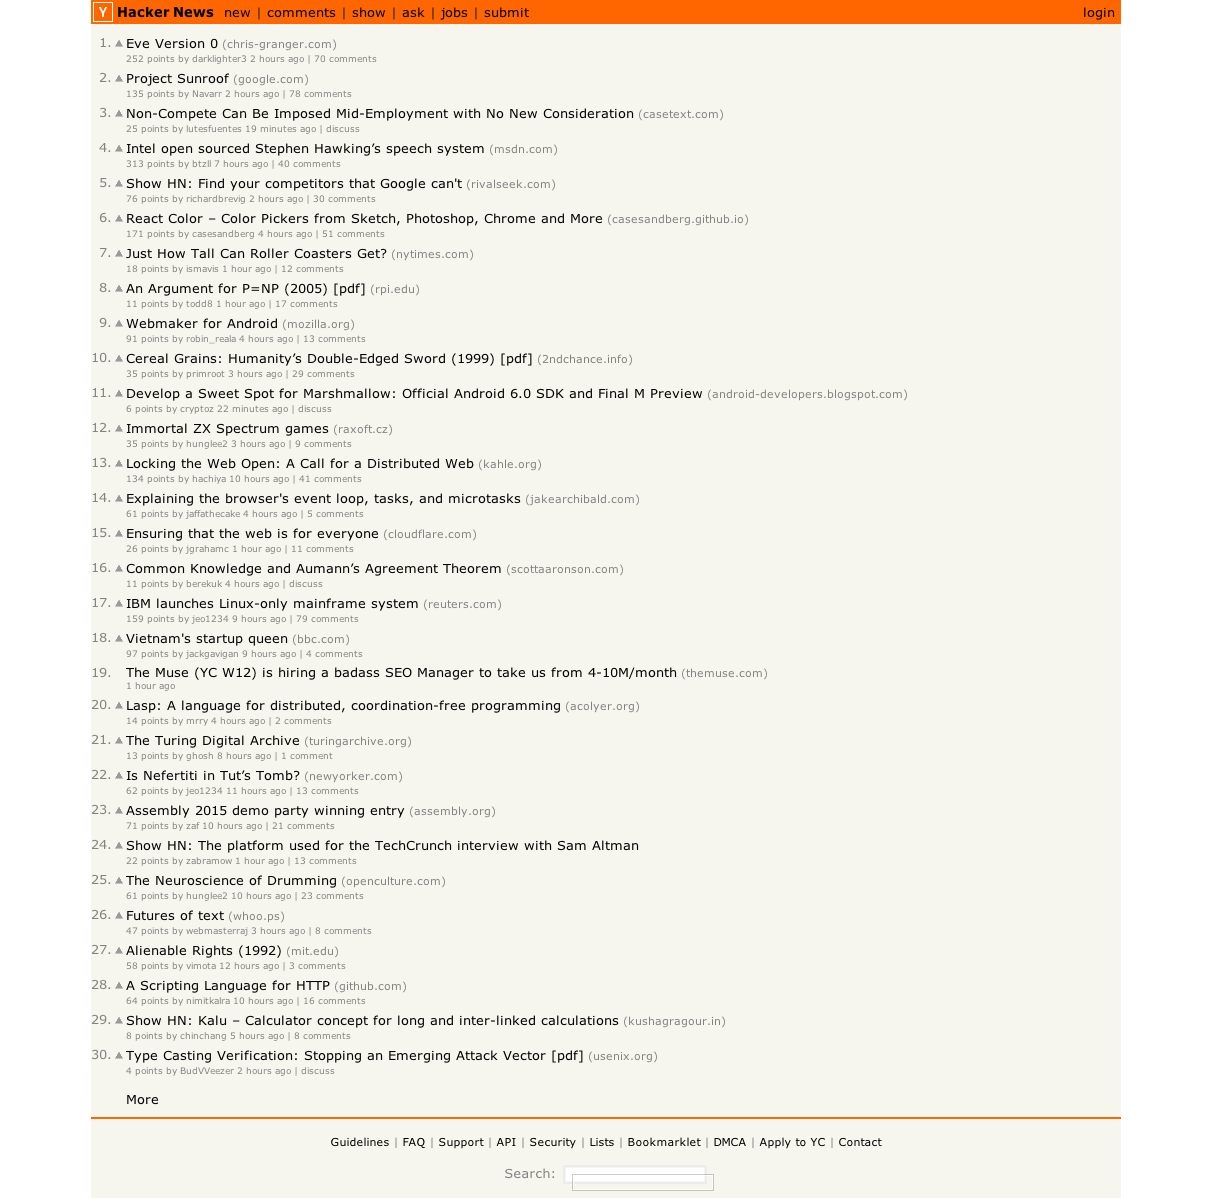 Y Hacker News new | comments | show | ask | jobs | submit login
1. Eve Version 0 (chris-granger.com)
252 points by darklighter3 2 hours ago | 70 comments
2. Project Sunroof (google.com)
135 points by Navarr 2 hours ago | 78 comments
3. Non-Compete Can Be Imposed Mid-Employment with No New Consideration (casetext.com)
25 points by lutesfuentes 19 minutes ago | discuss
4. Intel open sourced Stephen Hawking’s speech system (msdn.com)
313 points by btzll 7 hours ago | 40 comments
5. Show HN: Find your competitors that Google can't (rivalseek.com)
76 points by richardbrevig 2 hours ago | 30 comments
6. React Color – Color Pickers from Sketch, Photoshop, Chrome and More (casesandberg.github.io)
171 points by casesandberg 4 hours ago | 51 comments
7. Just How Tall Can Roller Coasters Get? (nytimes.com)
18 points by ismavis 1 hour ago | 12 comments
8. An Argument for P=NP (2005) [pdf] (rpi.edu)
11 points by todd8 1 hour ago | 17 comments
9. Webmaker for Android (mozilla.org)
91 points by robin_reala 4 hours ago | 13 comments
10. Cereal Grains: Humanity’s Double-Edged Sword (1999) [pdf] (2ndchance.info)
35 points by primroot 3 hours ago | 29 comments
11. Develop a Sweet Spot for Marshmallow: Official Android 6.0 SDK and Final M Preview (android-developers.blogspot.com)
6 points by cryptoz 22 minutes ago | discuss
12. Immortal ZX Spectrum games (raxoft.cz)
35 points by hunglee2 3 hours ago | 9 comments
13. Locking the Web Open: A Call for a Distributed Web (kahle.org)
134 points by hachiya 10 hours ago | 41 comments
14. Explaining the browser's event loop, tasks, and microtasks (jakearchibald.com)
61 points by jaffathecake 4 hours ago | 5 comments
15. Ensuring that the web is for everyone (cloudflare.com)
26 points by jgrahamc 1 hour ago | 11 comments
16. Common Knowledge and Aumann’s Agreement Theorem (scottaaronson.com)
11 points by berekuk 4 hours ago | discuss
17. IBM launches Linux-only mainframe system (reuters.com)
159 points by jeo1234 9 hours ago | 79 comments
18. Vietnam's startup queen (bbc.com)
97 points by jackgavigan 9 hours ago | 4 comments
19. The Muse (YC W12) is hiring a badass SEO Manager to take us from 4-10M/month (themuse.com)
1 hour ago
20. Lasp: A language for distributed, coordination-free programming (acolyer.org)
14 points by mrry 4 hours ago | 2 comments
21. The Turing Digital Archive (turingarchive.org)
13 points by ghosh 8 hours ago | 1 comment
22. Is Nefertiti in Tut’s Tomb? (newyorker.com)
62 points by jeo1234 11 hours ago | 13 comments
23. Assembly 2015 demo party winning entry (assembly.org)
71 points by zaf 10 hours ago | 21 comments
24. Show HN: The platform used for the TechCrunch interview with Sam Altman
22 points by zabramow 1 hour ago | 13 comments
25. The Neuroscience of Drumming (openculture.com)
61 points by hunglee2 10 hours ago | 23 comments
26. Futures of text (whoo.ps)
47 points by webmasterraj 3 hours ago | 8 comments
27. Alienable Rights (1992) (mit.edu)
58 points by vimota 12 hours ago | 3 comments
28. A Scripting Language for HTTP (github.com)
64 points by nimitkalra 10 hours ago | 16 comments
29. Show HN: Kalu – Calculator concept for long and inter-linked calculations (kushagragour.in)
8 points by chinchang 5 hours ago | 8 comments
30. Type Casting Verification: Stopping an Emerging Attack Vector [pdf] (usenix.org)
4 points by BudVVeezer 2 hours ago | discuss
More
Guidelines | FAQ | Support | API | Security | Lists | Bookmarklet | DMCA | Apply to YC | Contact
Search: